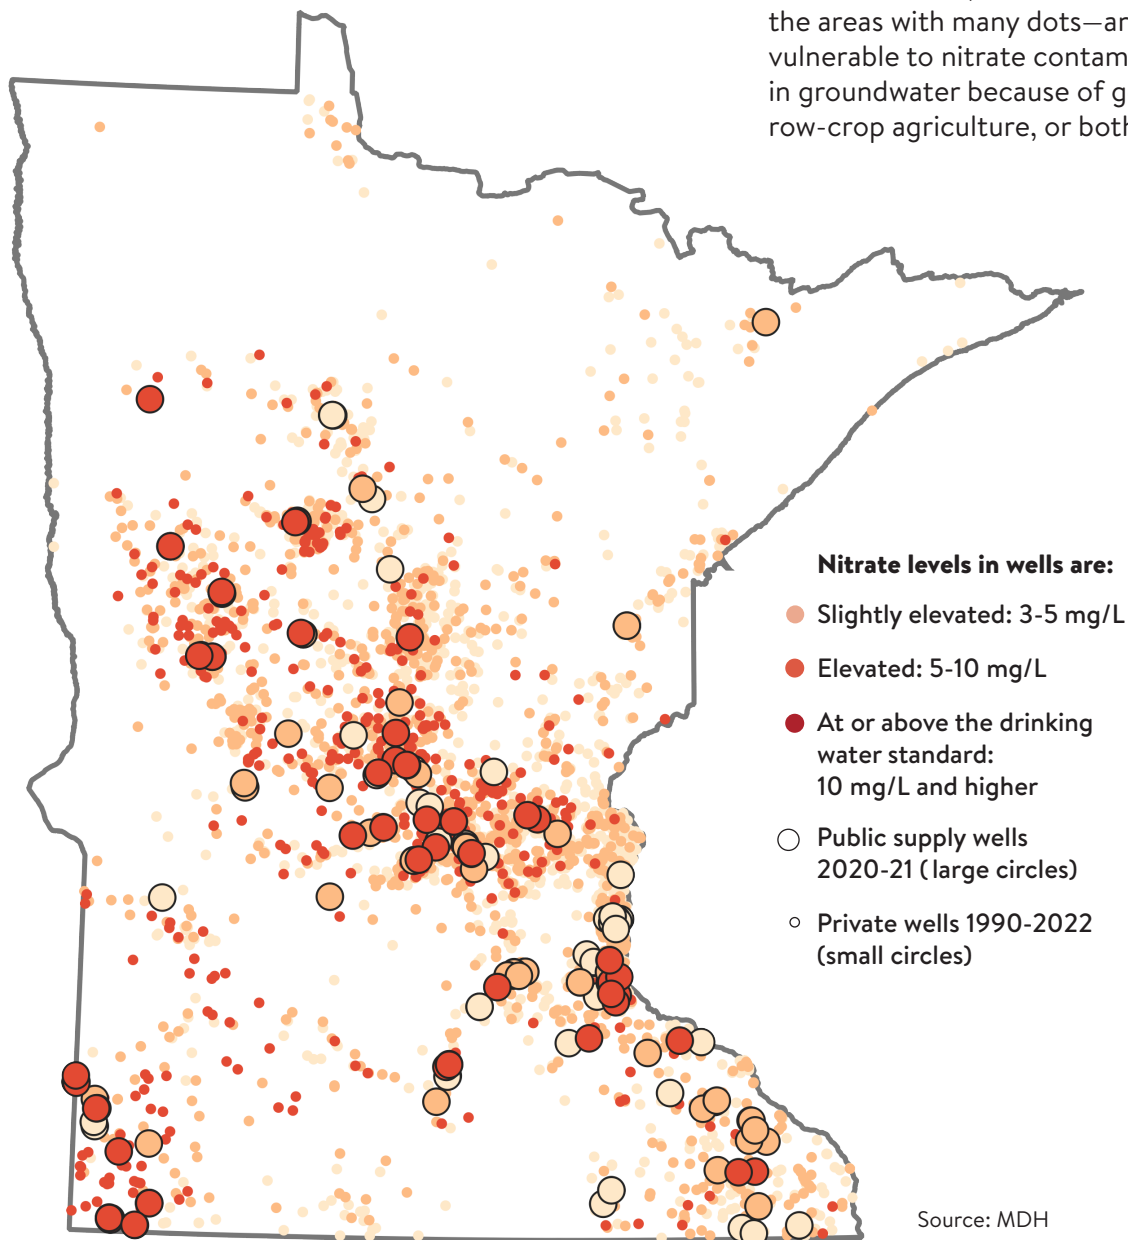 the areas with many dots—ar
vulnerable to nitrate contam
in groundwater because of g
row-crop agriculture, or both
Nitrate levels in wells are:
Slightly elevated: 3-5 mg/L
Elevated: 5-10 mg/L
At or above the drinking
water standard:
10 mg/L and higher
Public supply wells
2020-21 (large circles)
Private wells 1990-2022
(small circles)
Source: MDH